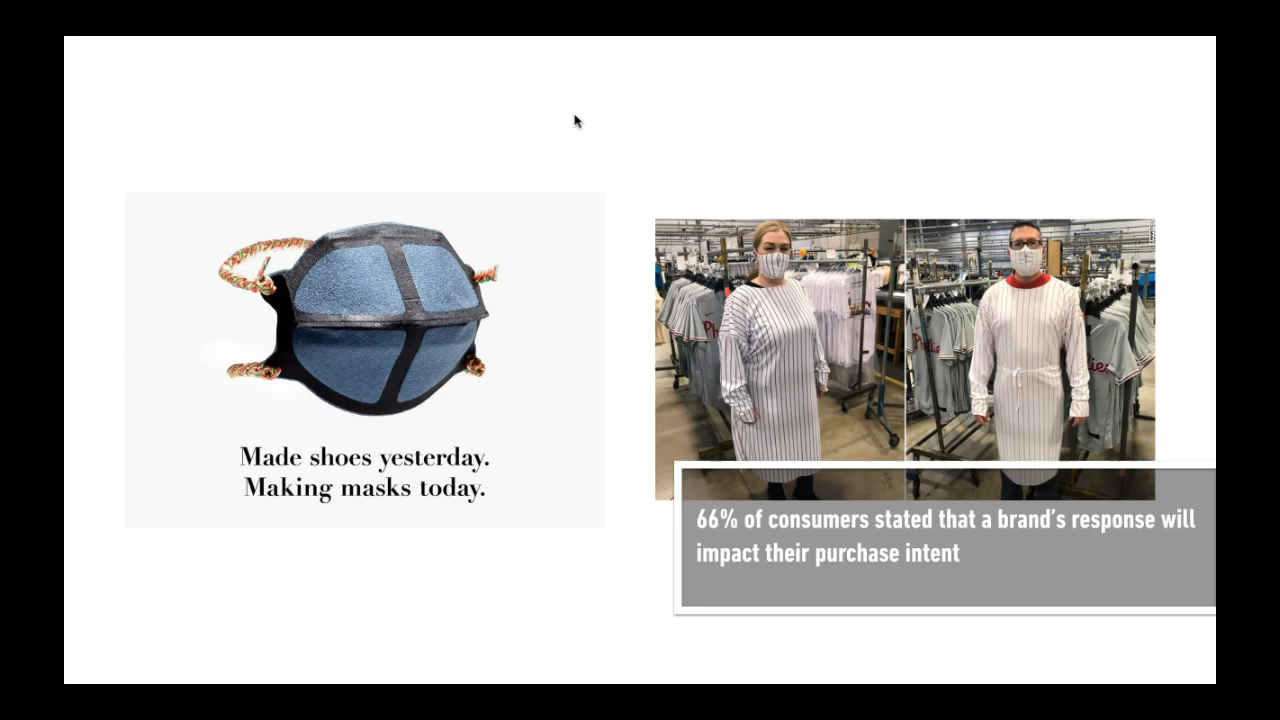 Made shoes yesterday.
Making masks today.
66% of consumers stated that a brand's response will
impact their purchase intent